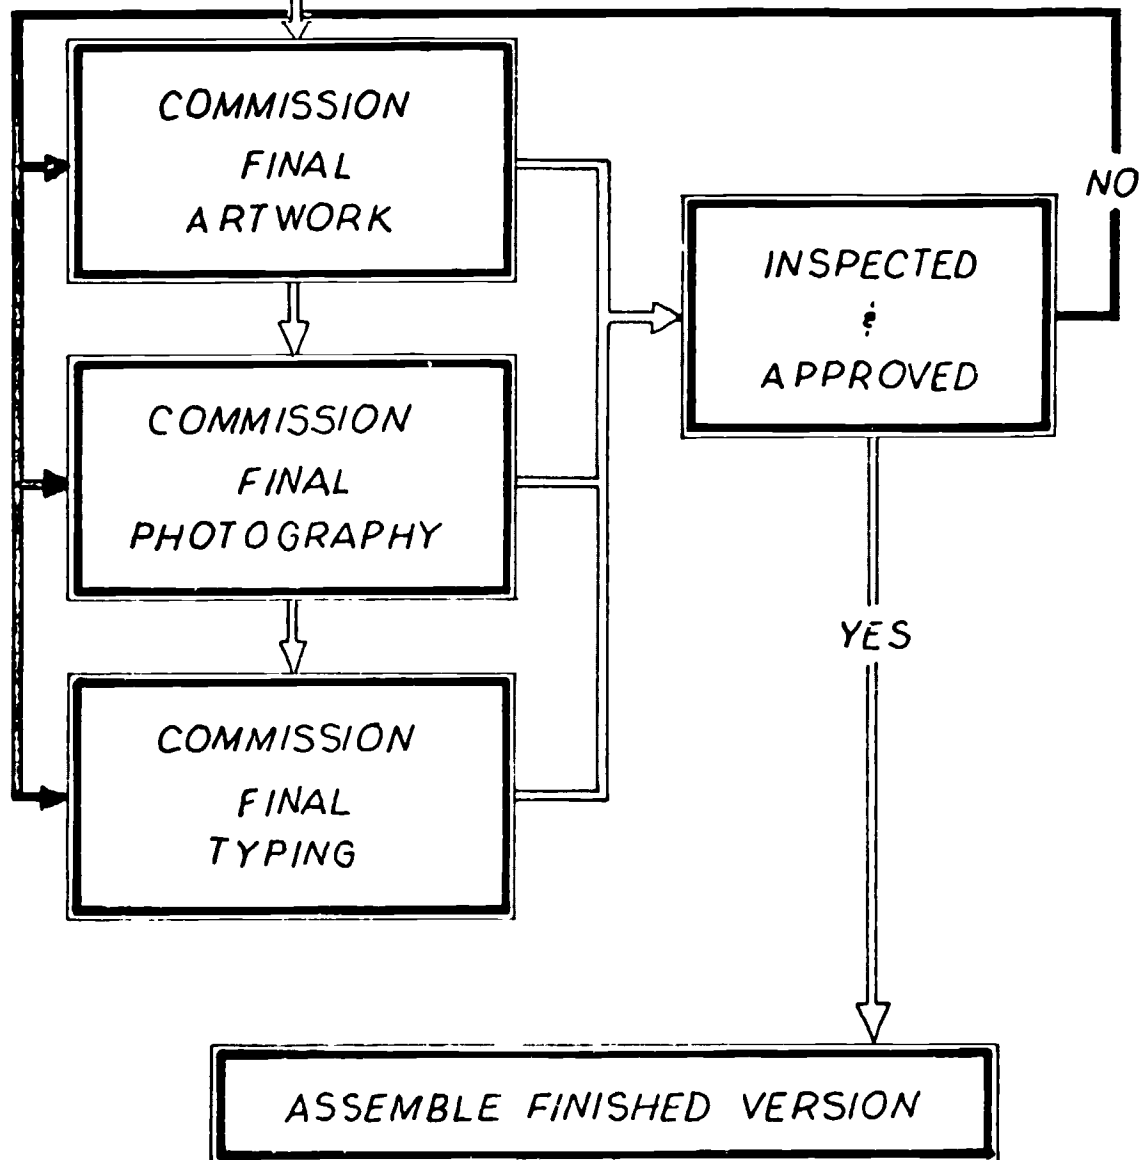 COMMISSION
FINAL
ARTWORK
NO
INSPECTED
&
APPROVED
COMMISSION
FINAL
PHOTOGRAPHY
YES
COMMISSION
FINAL
TYPING
ASSEMBLE FINISHED VERSION